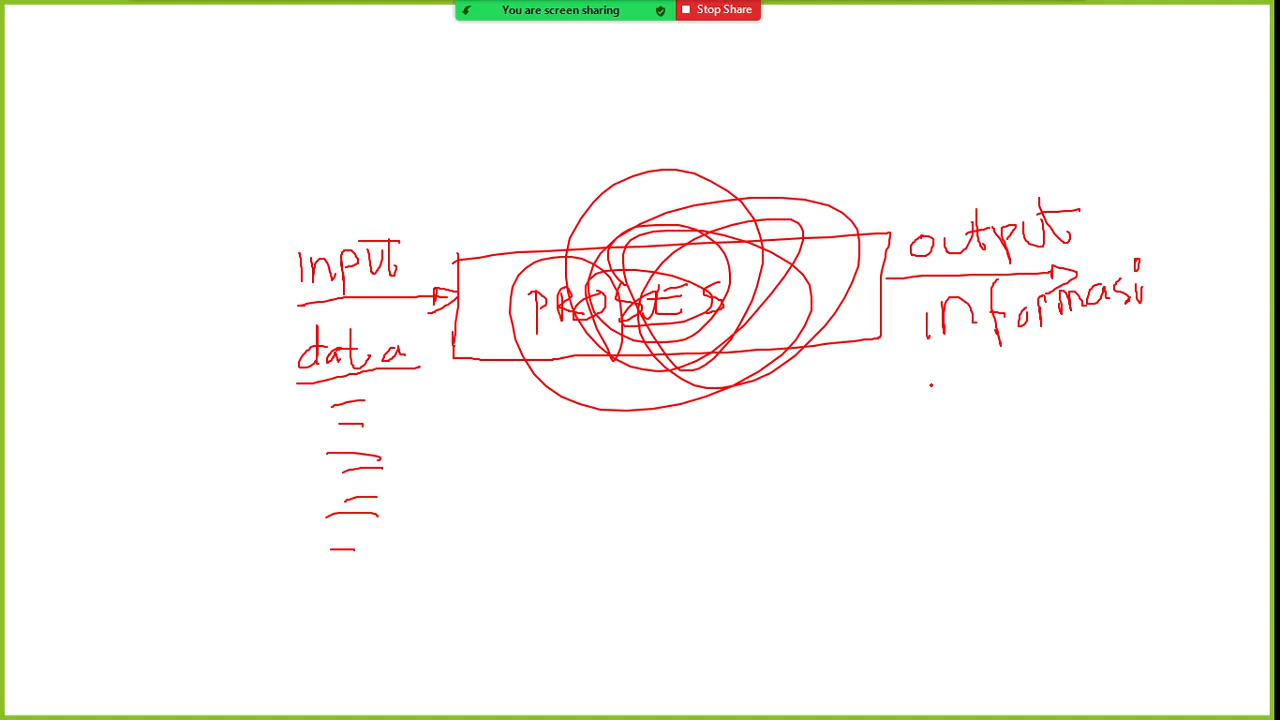 You are screen sharing Stop Share
input
data
PROSES
output
informasi